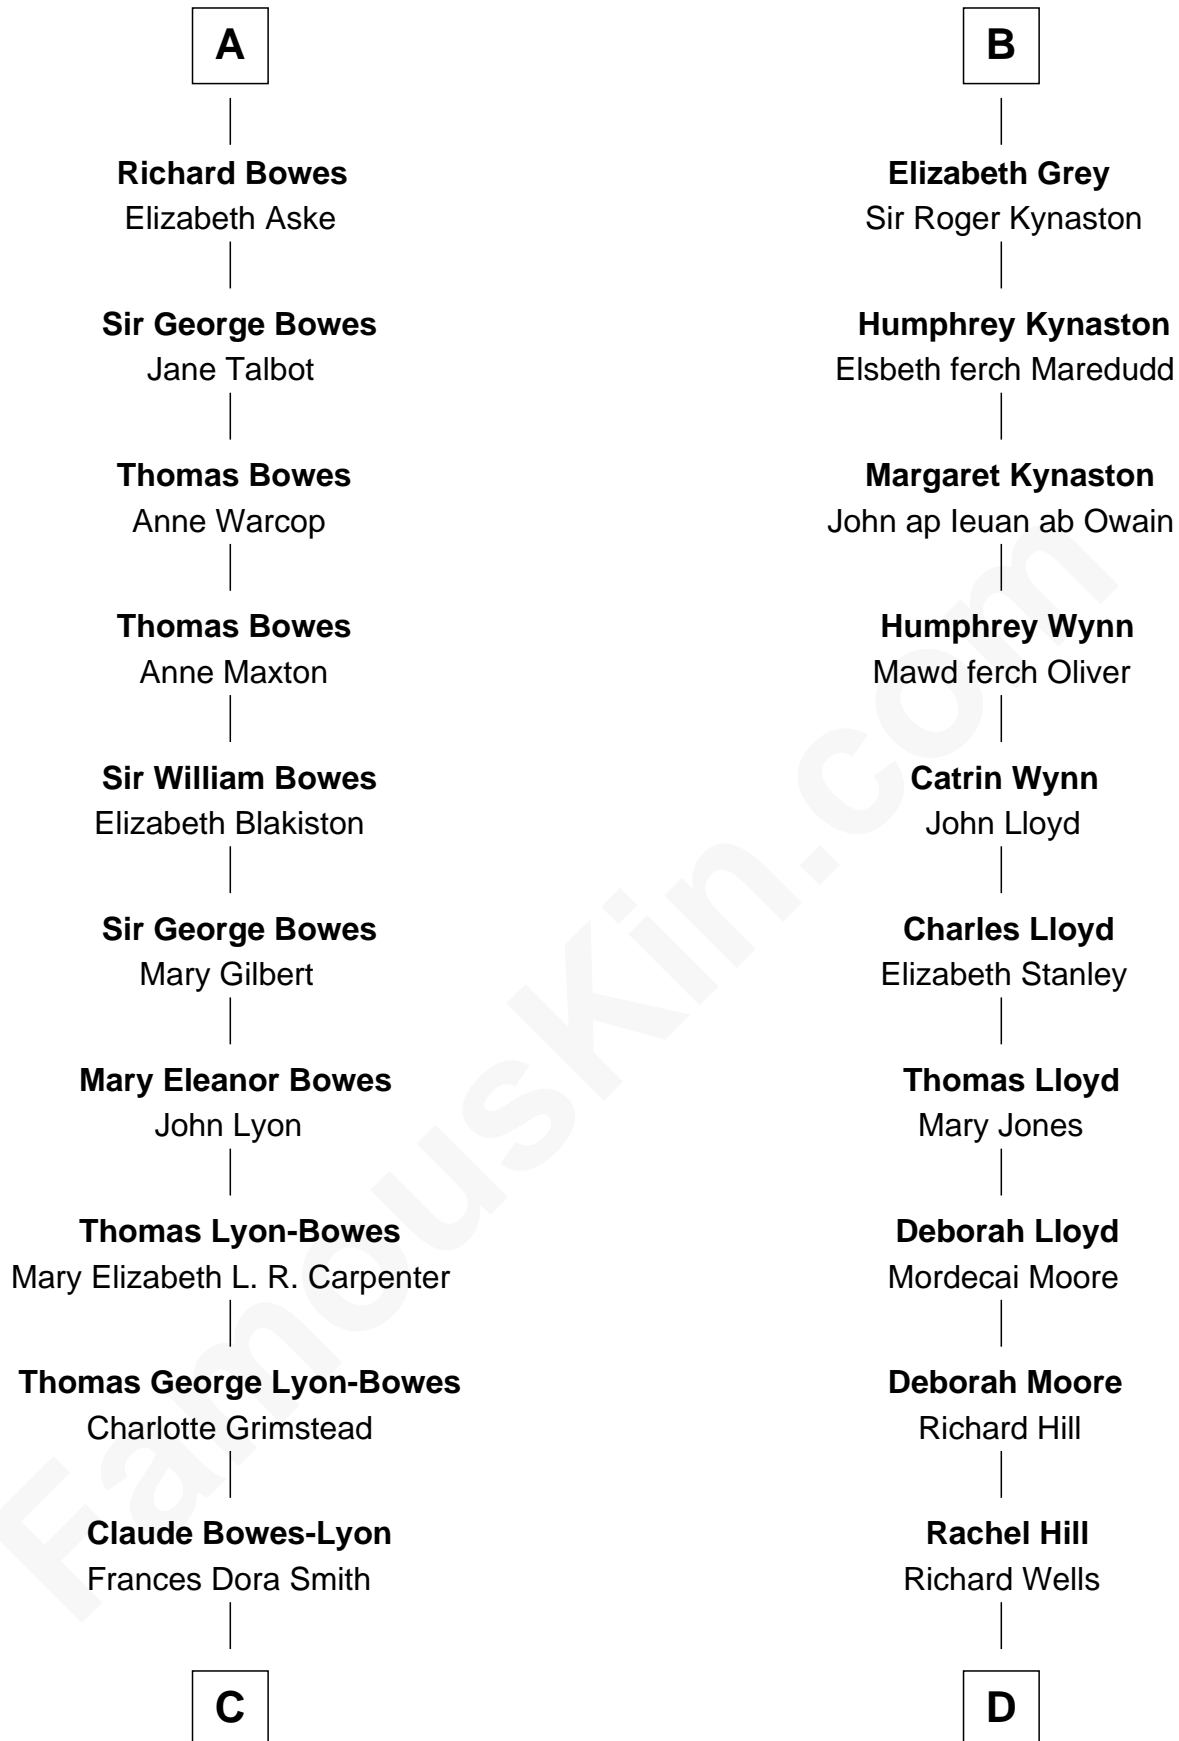 A
Richard Bowes
Elizabeth Aske
Sir George Bowes
Jane Talbot
Thomas Bowes
Anne Warcop
Thomas Bowes
Anne Maxton
Sir William Bowes
Elizabeth Blakiston
Sir George Bowes
Mary Gilbert
Mary Eleanor Bowes
John Lyon
Thomas Lyon-Bowes
Mary Elizabeth L. R. Carpenter
Thomas George Lyon-Bowes
Charlotte Grimstead
Claude Bowes-Lyon
Frances Dora Smith
C
B
Elizabeth Grey
Sir Roger Kynaston
Humphrey Kynaston
Elsbeth ferch Maredudd
Margaret Kynaston
John ap Ieuan ab Owain
Humphrey Wynn
Mawd ferch Oliver
Catrin Wynn
John Lloyd
Charles Lloyd
Elizabeth Stanley
Thomas Lloyd
Mary Jones
Deborah Lloyd
Mordecai Moore
Deborah Moore
Richard Hill
Rachel Hill
Richard Wells
D
FamousKin.com